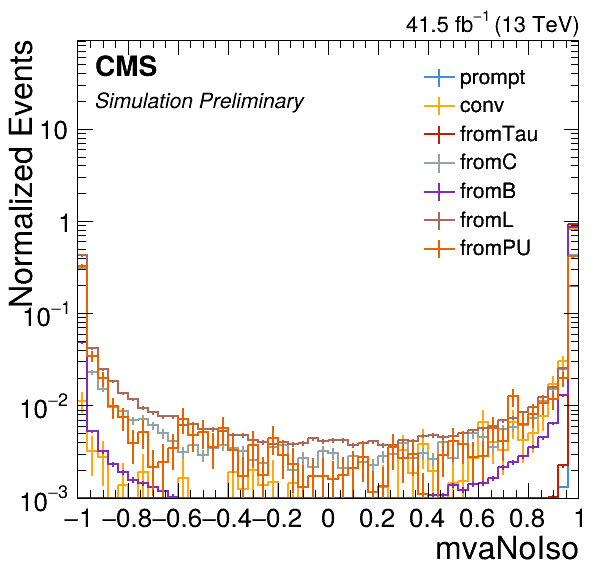 41.5 fb⁻¹ (13 TeV)
CMS
Simulation Preliminary
prompt
conv
fromTau
fromC
fromB
fromL
fromPU
Normalized Events
10
1
10⁻¹
10⁻²
10⁻³
−1 −0.8 −0.6 −0.4 −0.2 0 0.2 0.4 0.6 0.8 1
mvaNoIso